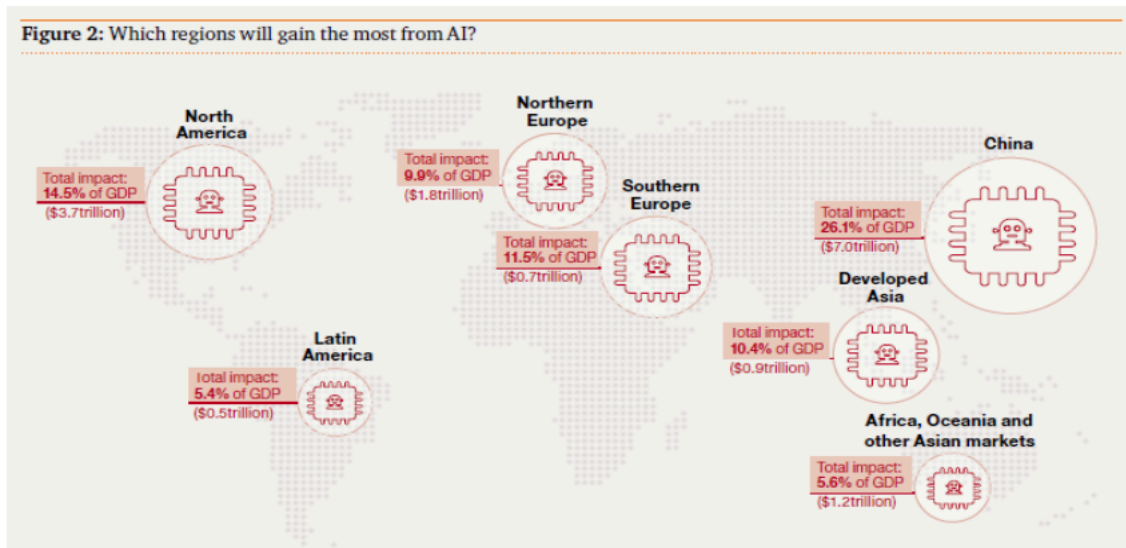 Figure 2: Which regions will gain the most from AI?
North
America
Total impact:
14.5% of GDP
($3.7trillion)
Northern
Europe
Total impact:
9.9% of GDP
($1.8trillion)
Southern
Europe
Total impact:
11.5% of GDP
($0.7trillion)
China
Total impact:
26.1% of GDP
($7.0trillion)
Developed
Asia
Total impact:
10.4% of GDP
($0.9trillion)
Latin
America
Total impact:
5.4% of GDP
($0.5trillion)
Africa, Oceania and
other Asian markets
Total impact:
5.6% of GDP
($1.2trillion)